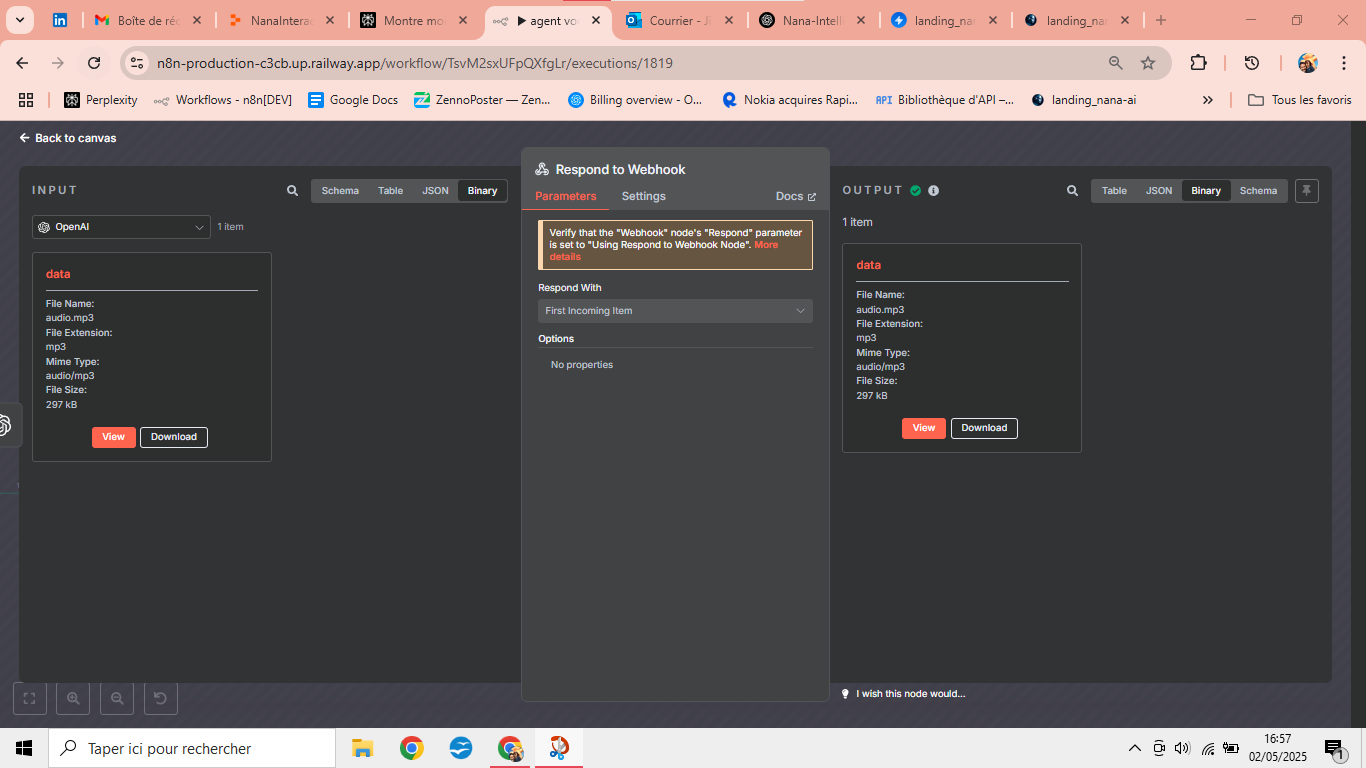 Boîte de réc
NanaIntera
Montre moi
agent vo
Courrier - Ji
Nana-Intell
landing_na
landing_na
n8n-production-c3cb.up.railway.app/workflow/TsvM2sxUFpQXfgLr/executions/1819
Perplexity
Workflows - n8n[DEV]
Google Docs
ZennoPoster — Zen...
Billing overview - O...
Nokia acquires Rapi...
API Bibliothèque d'API –...
landing_nana-ai
»
Tous les favoris
Back to canvas
INPUT
Schema Table JSON Binary
OpenAI
1 item
data
File Name:
audio.mp3
File Extension:
mp3
Mime Type:
audio/mp3
File Size:
297 kB
View Download
Respond to Webhook
Parameters Settings Docs
Verify that the "Webhook" node's "Respond" parameter
is set to "Using Respond to Webhook Node". More
details
Respond With
First Incoming Item
Options
No properties
OUTPUT
Table JSON Binary Schema
1 item
data
File Name:
audio.mp3
File Extension:
mp3
Mime Type:
audio/mp3
File Size:
297 kB
View Download
I wish this node would...
Taper ici pour rechercher
16:57
02/05/2025
1